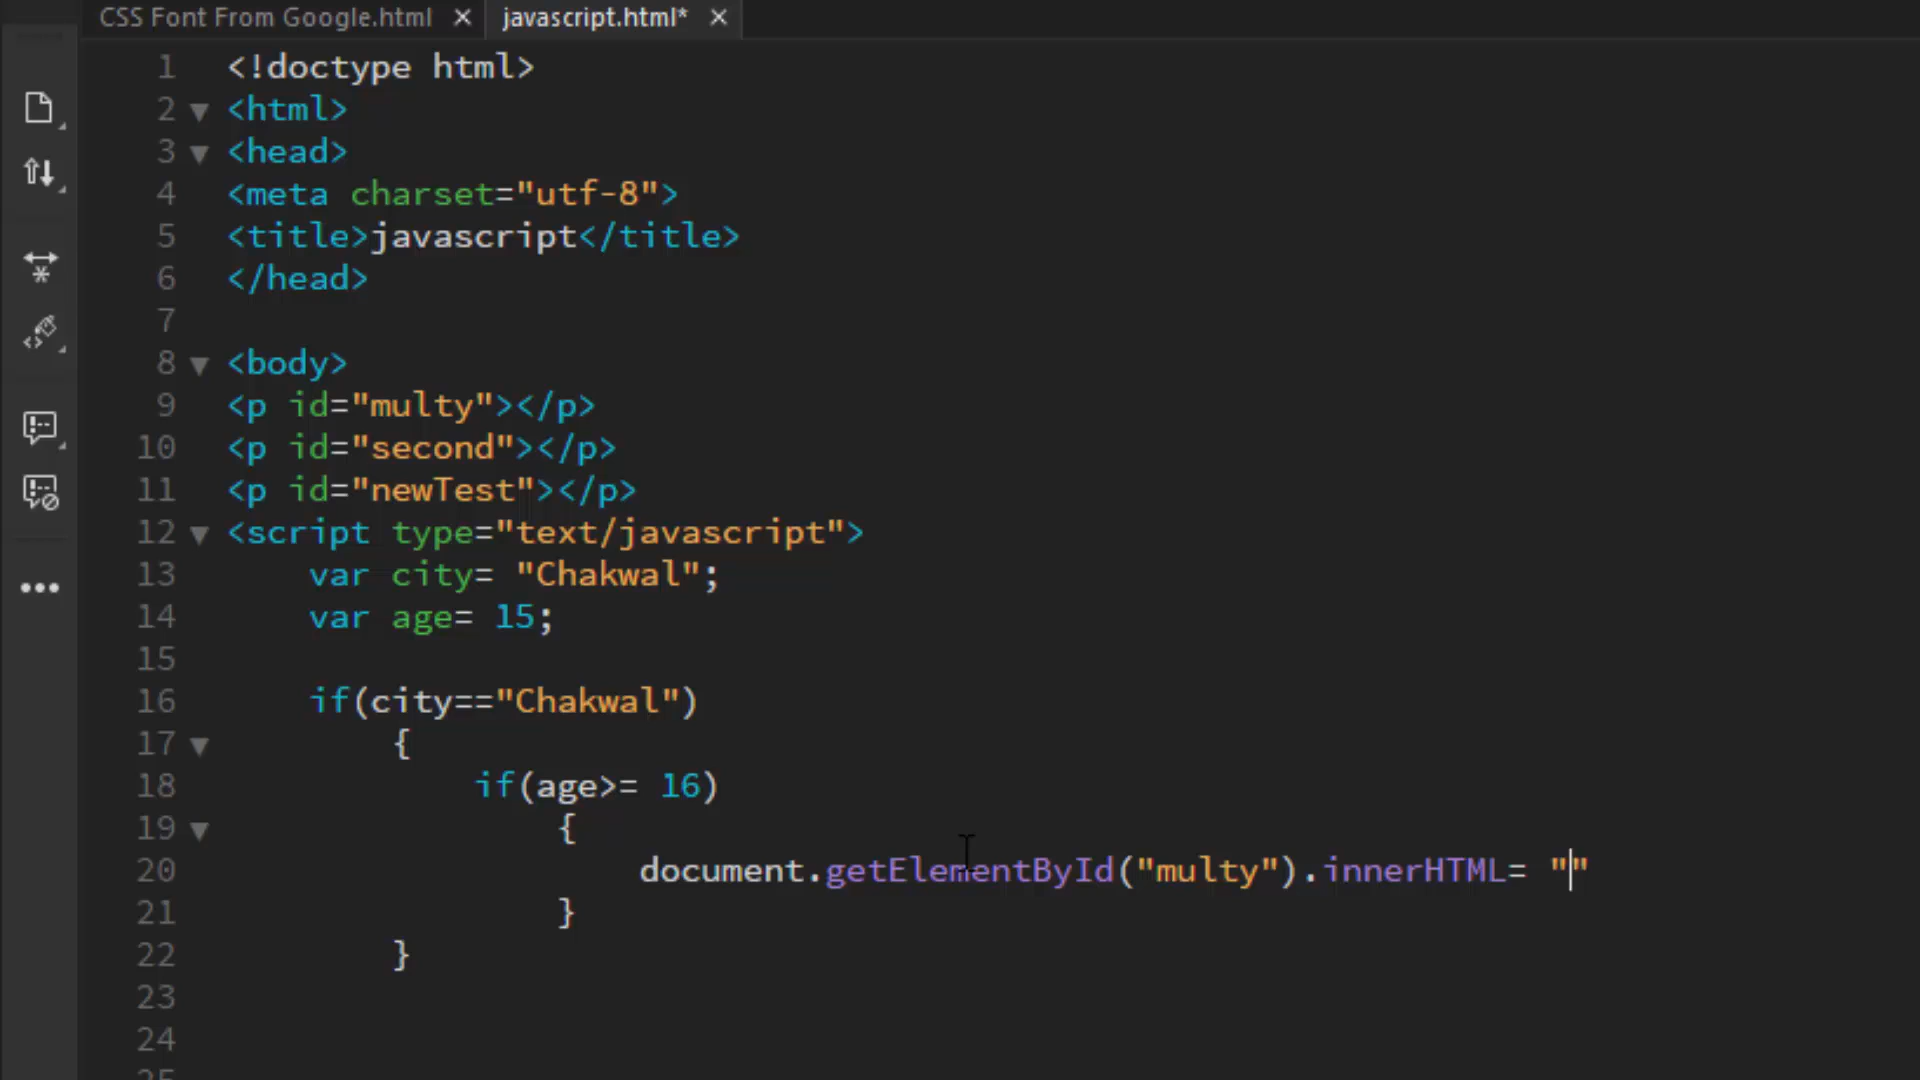 CSS Font From Google.html × javascript.html* ×
1 <!doctype html>
2 ▼ <html>
3 ▼ <head>
4 <meta charset="utf-8">
5 <title>javascript</title>
6 </head>
7
8 ▼ <body>
9 <p id="multy"></p>
10 <p id="second"></p>
11 <p id="newTest"></p>
12 ▼ <script type="text/javascript">
13 var city= "Chakwal";
14 var age= 15;
15
16 if(city=="Chakwal")
17 ▼ {
18 if(age>= 16)
19 ▼ {
20 document.getElementById("multy").innerHTML= ""
21 }
22 }
23
24
25